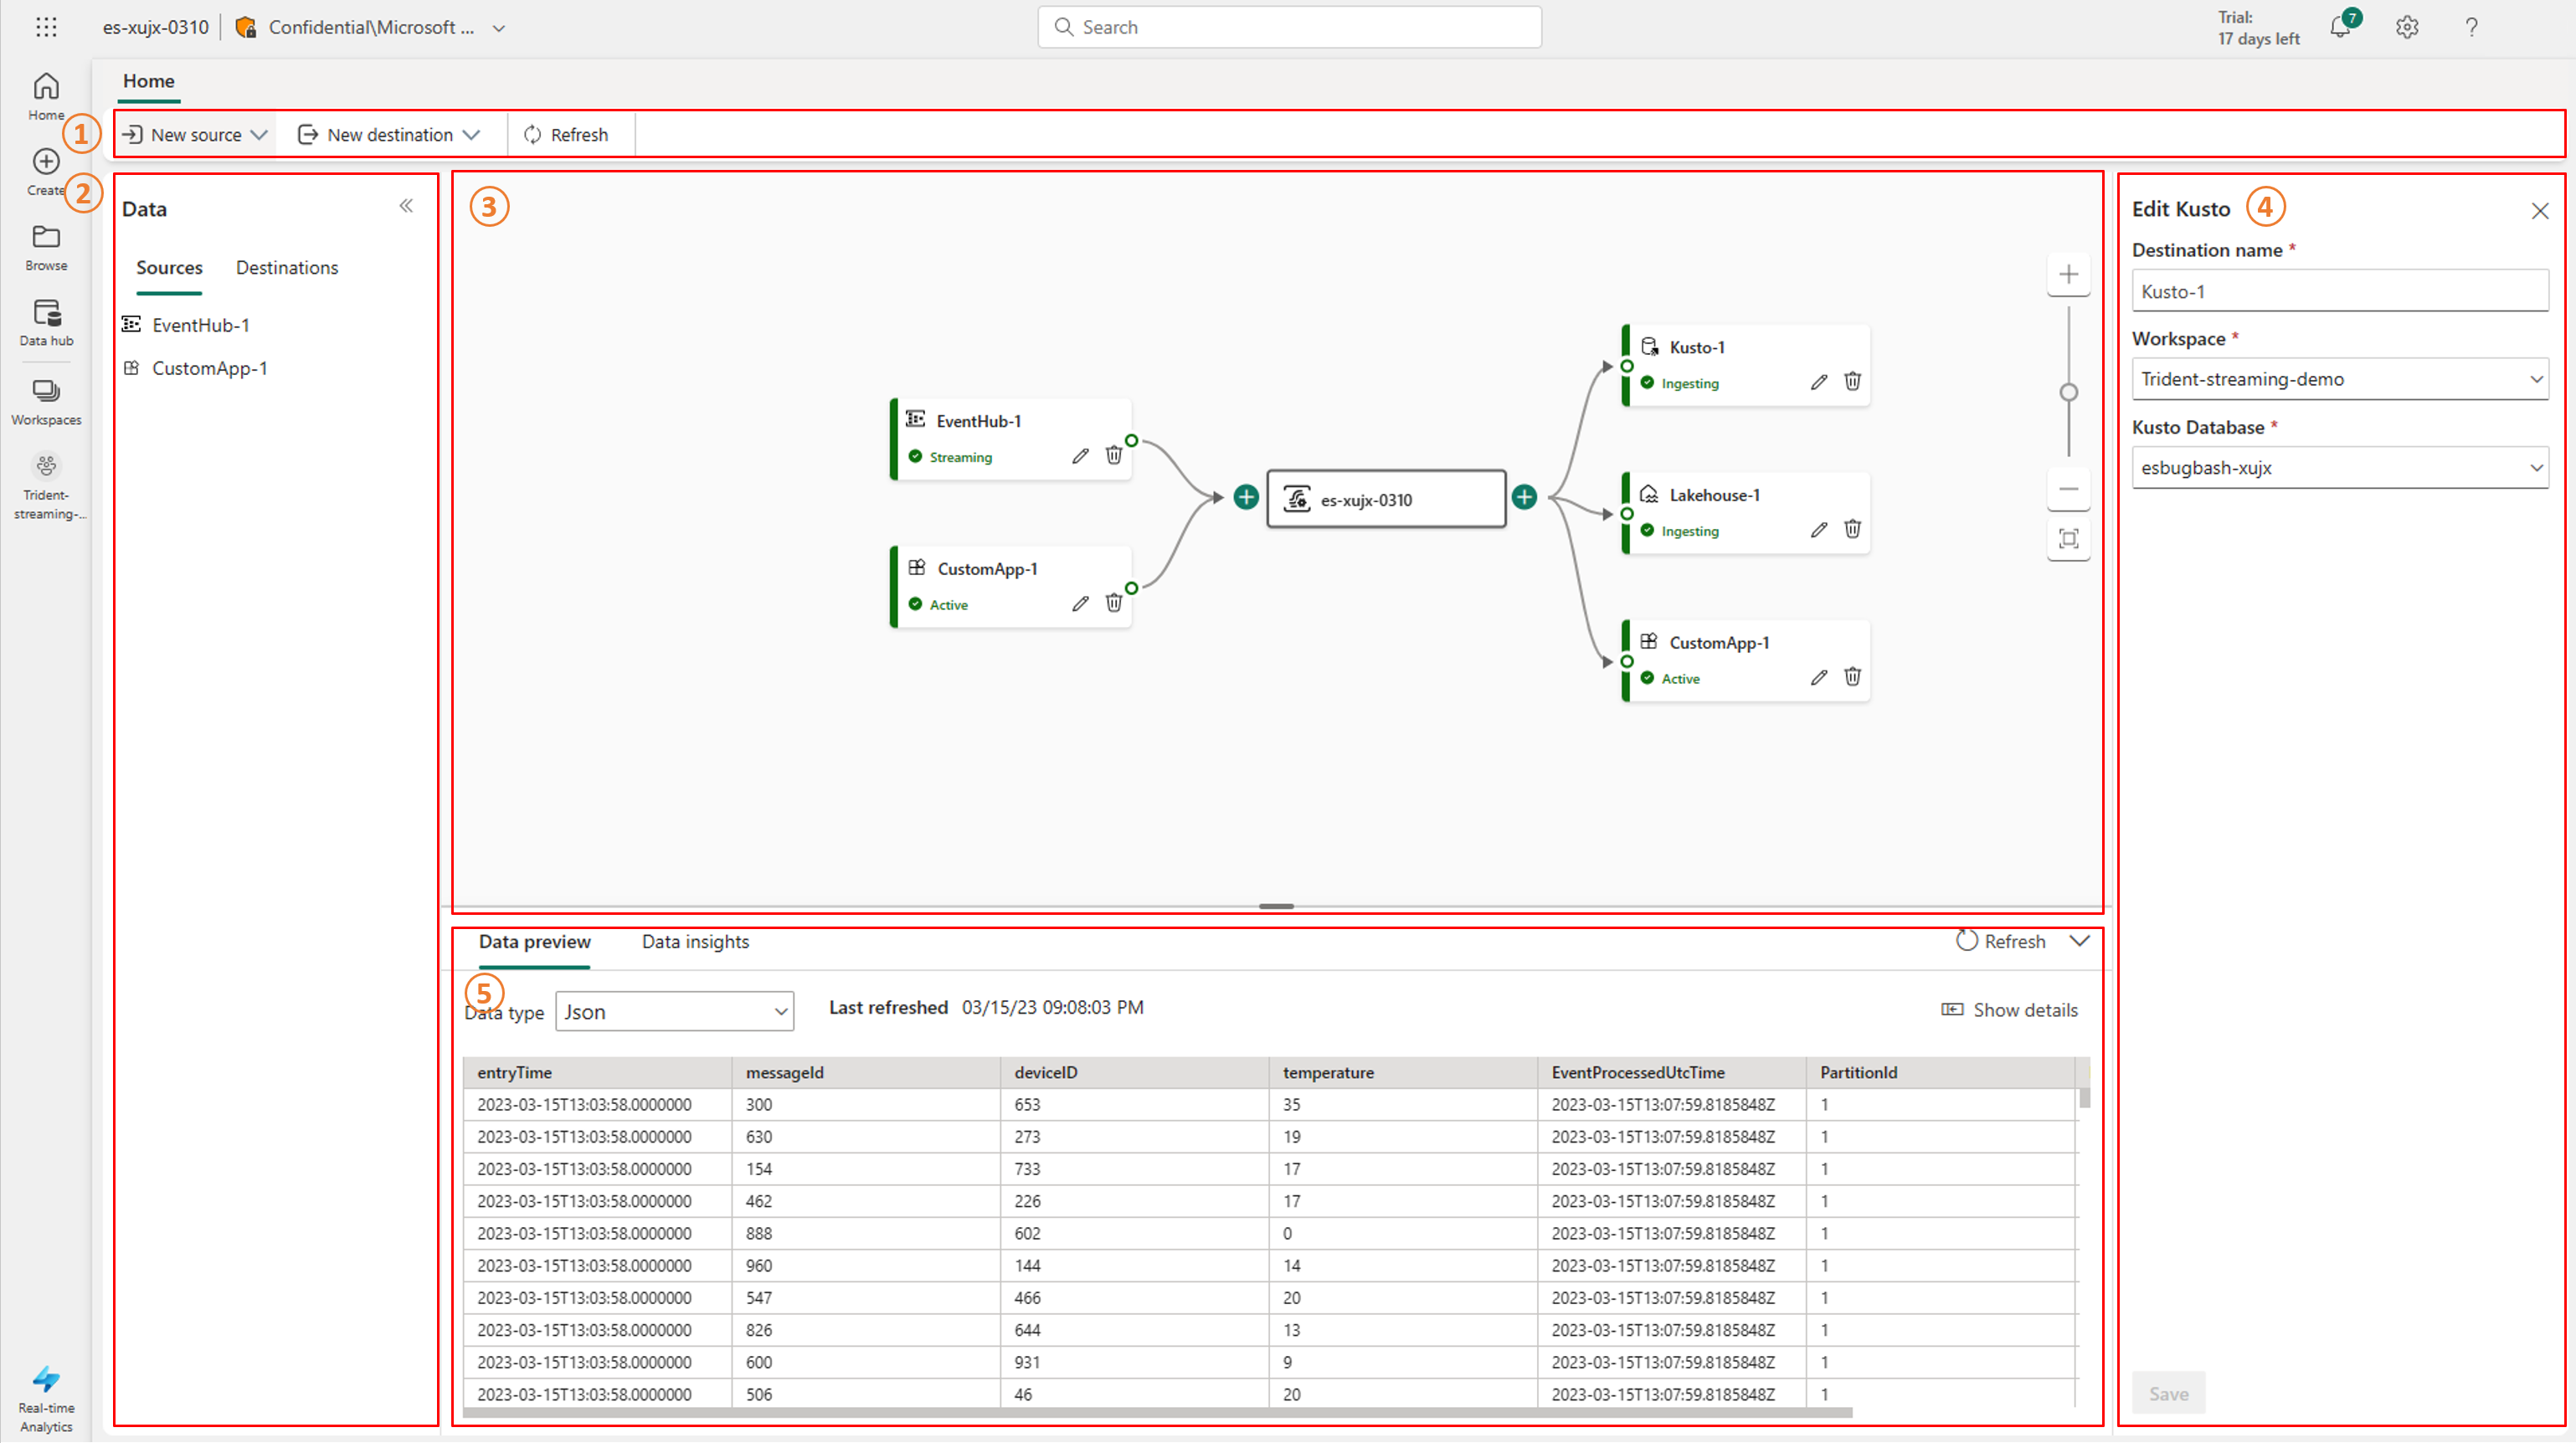 es-xujx-0310
Confidential\Microsoft ...
Search
Trial:
17 days left
7
?
Home
Home
Create
Browse
Data hub
Workspaces
Trident-
streaming-...
Real-time
Analytics
1
New source
New destination
Refresh
2
Data
Sources
Destinations
EventHub-1
CustomApp-1
3
EventHub-1
Streaming
CustomApp-1
Active
es-xujx-0310
Kusto-1
Ingesting
Lakehouse-1
Ingesting
CustomApp-1
Active
Edit Kusto
4
Destination name *
Kusto-1
Workspace *
Trident-streaming-demo
Kusto Database *
esbugbash-xujx
Save
Data preview
Data insights
Refresh
5
Data type
Json
Last refreshed 03/15/23 09:08:03 PM
Show details
entryTime messageId deviceID temperature EventProcessedUtcTime PartitionId
2023-03-15T13:03:58.0000000 300 653 35 2023-03-15T13:07:59.8185848Z 1
2023-03-15T13:03:58.0000000 630 273 19 2023-03-15T13:07:59.8185848Z 1
2023-03-15T13:03:58.0000000 154 733 17 2023-03-15T13:07:59.8185848Z 1
2023-03-15T13:03:58.0000000 462 226 17 2023-03-15T13:07:59.8185848Z 1
2023-03-15T13:03:58.0000000 888 602 0 2023-03-15T13:07:59.8185848Z 1
2023-03-15T13:03:58.0000000 960 144 14 2023-03-15T13:07:59.8185848Z 1
2023-03-15T13:03:58.0000000 547 466 20 2023-03-15T13:07:59.8185848Z 1
2023-03-15T13:03:58.0000000 826 644 13 2023-03-15T13:07:59.8185848Z 1
2023-03-15T13:03:58.0000000 600 931 9 2023-03-15T13:07:59.8185848Z 1
2023-03-15T13:03:58.0000000 506 46 20 2023-03-15T13:07:59.8185848Z 1